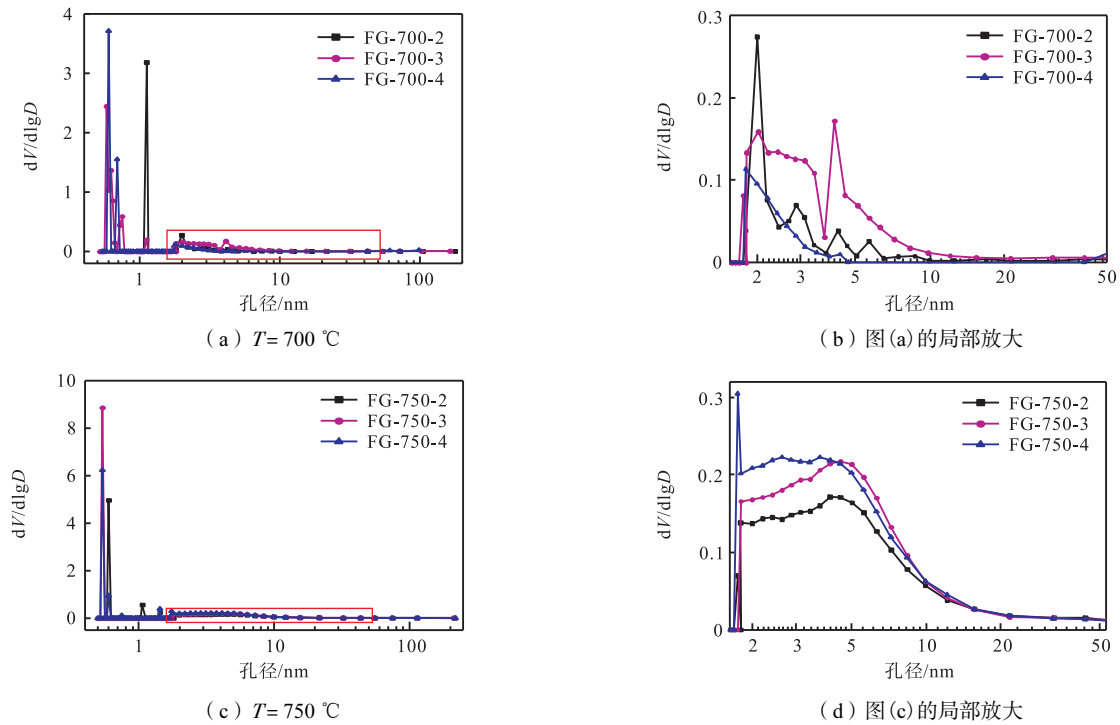 4
3
2
1
0
dV/dlgD
FG-700-2
FG-700-3
FG-700-4
1
10
100
孔径/nm
（a）T= 700 ℃
0.3
0.2
0.1
0
dV/dlgD
FG-700-2
FG-700-3
FG-700-4
2
3
5
10
20
50
孔径/nm
（b）图(a)的局部放大
10
8
6
4
2
0
dV/dlgD
FG-750-2
FG-750-3
FG-750-4
1
10
100
孔径/nm
（c）T= 750 ℃
0.3
0.2
0.1
0
dV/dlgD
FG-750-2
FG-750-3
FG-750-4
2
3
5
10
20
50
孔径/nm
（d）图(c)的局部放大